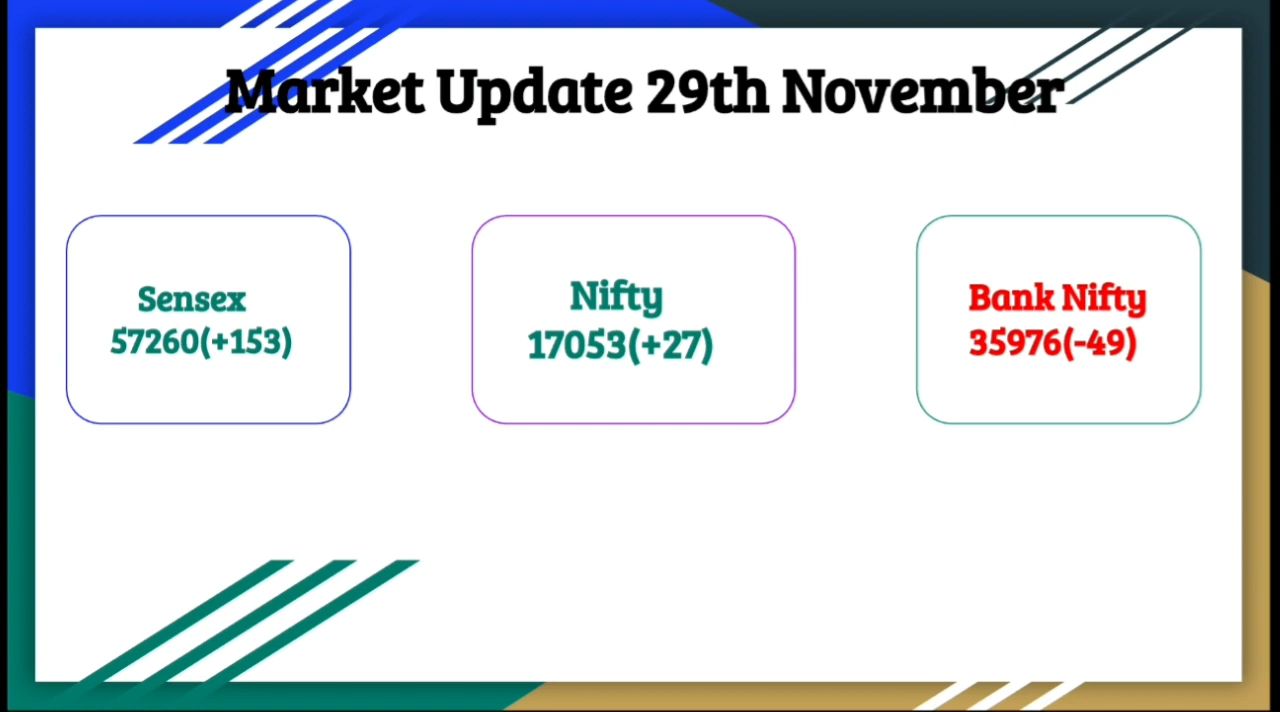 Market Update 29th November
Sensex
57260(+153)
Nifty
17053(+27)
Bank Nifty
35976(-49)